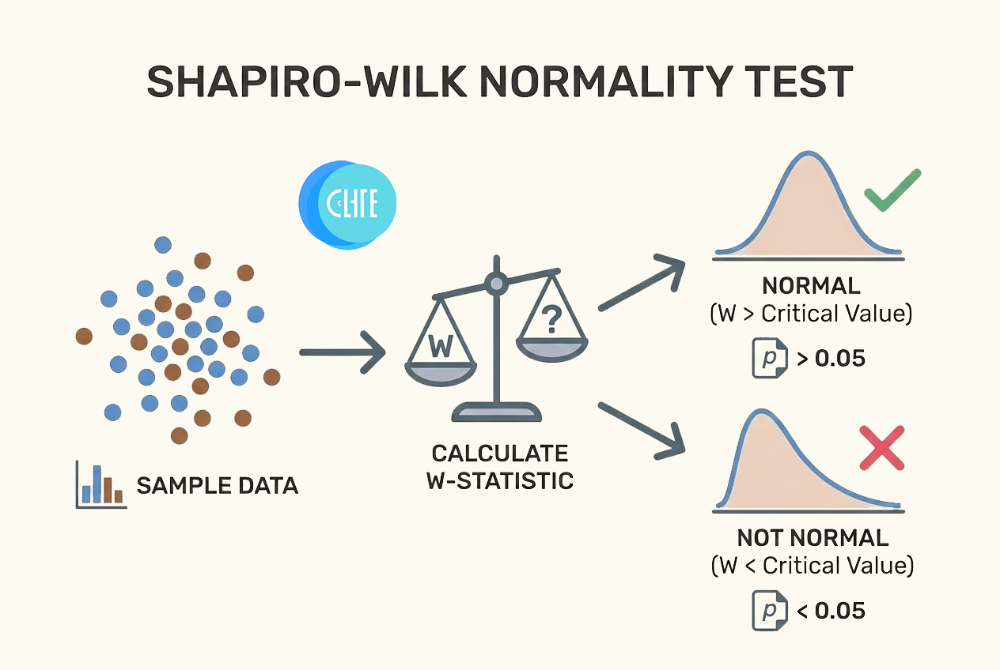 SHAPIRO-WILK NORMALITY TEST
W
?
SAMPLE DATA
CALCULATE
W-STATISTIC
NORMAL
(W > Critical Value)
p > 0.05
NOT NORMAL
(W < Critical Value)
p < 0.05